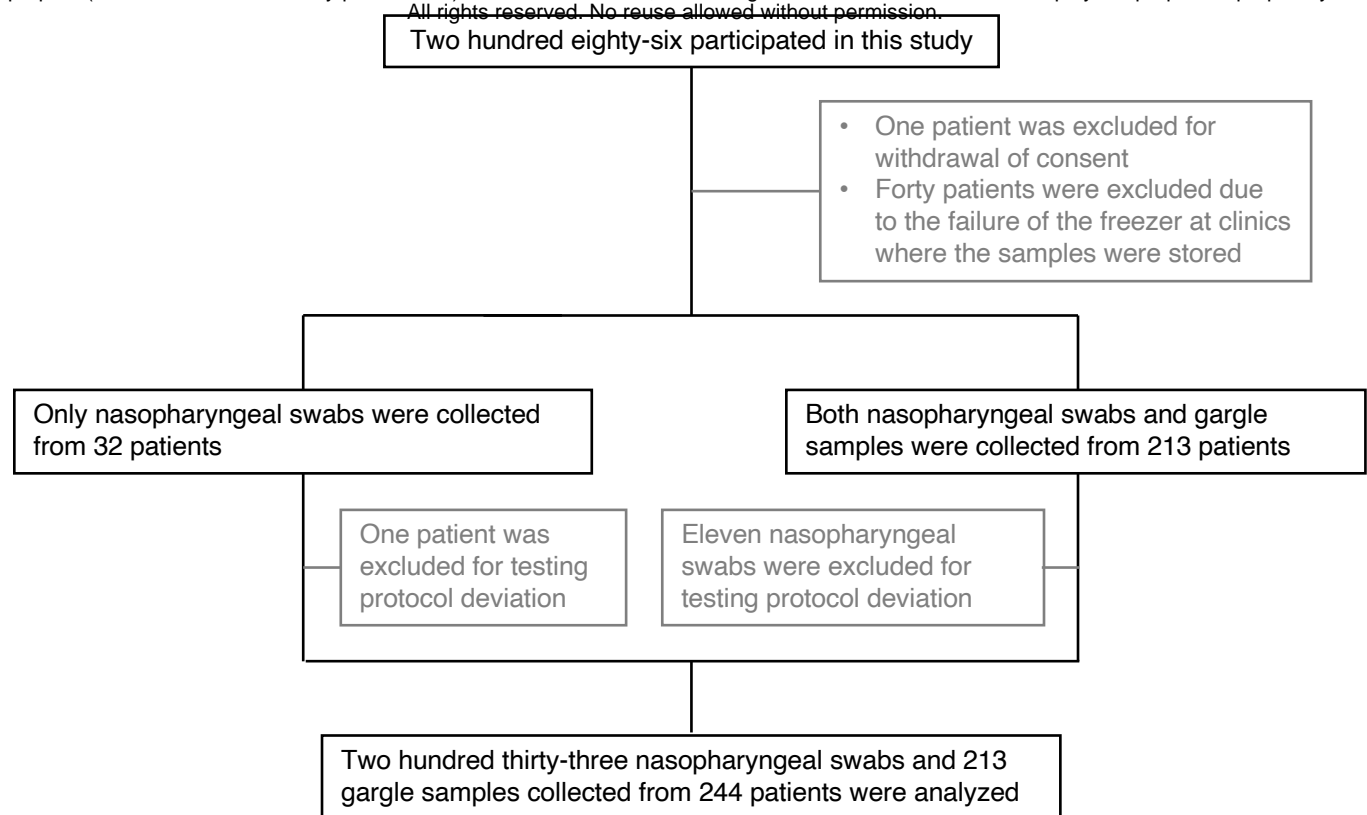 All rights reserved. No reuse allowed without permission.
Two hundred eighty-six participated in this study
• One patient was excluded for
withdrawal of consent
• Forty patients were excluded due
to the failure of the freezer at clinics
where the samples were stored
Only nasopharyngeal swabs were collected
from 32 patients
Both nasopharyngeal swabs and gargle
samples were collected from 213 patients
One patient was
excluded for testing
protocol deviation
Eleven nasopharyngeal
swabs were excluded for
testing protocol deviation
Two hundred thirty-three nasopharyngeal swabs and 213
gargle samples collected from 244 patients were analyzed